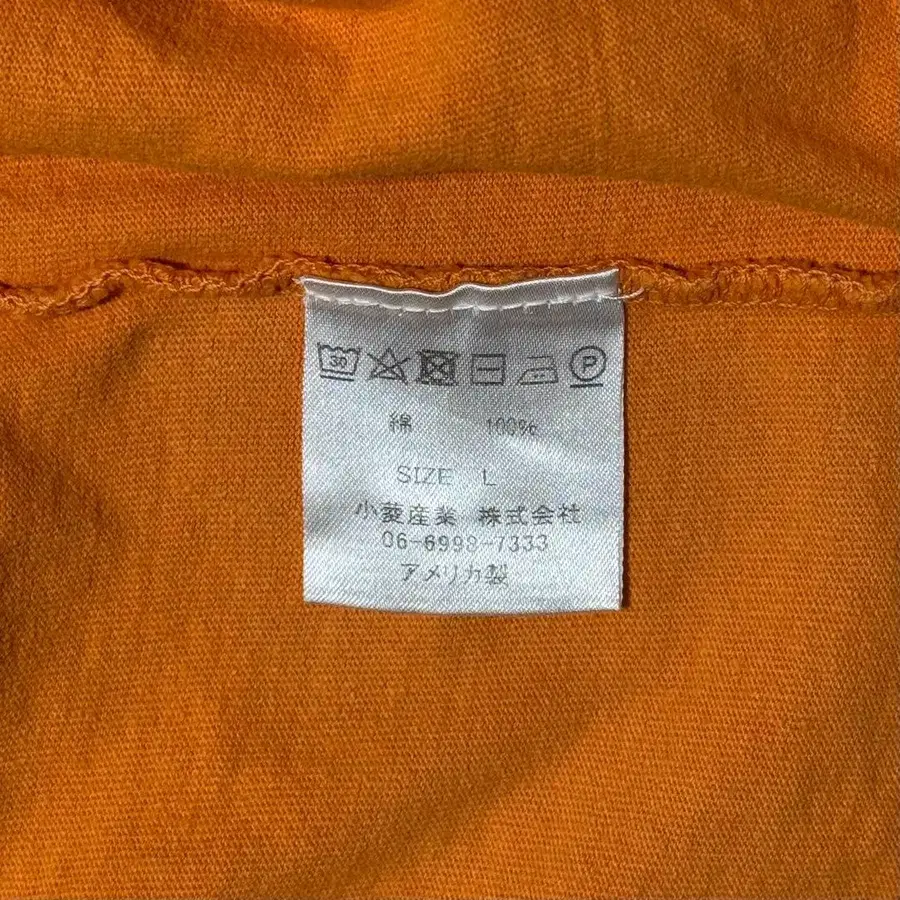 30 P
綿 100%
SIZE L
小菱産業 株式会社
06-6998-7333
アメリカ製